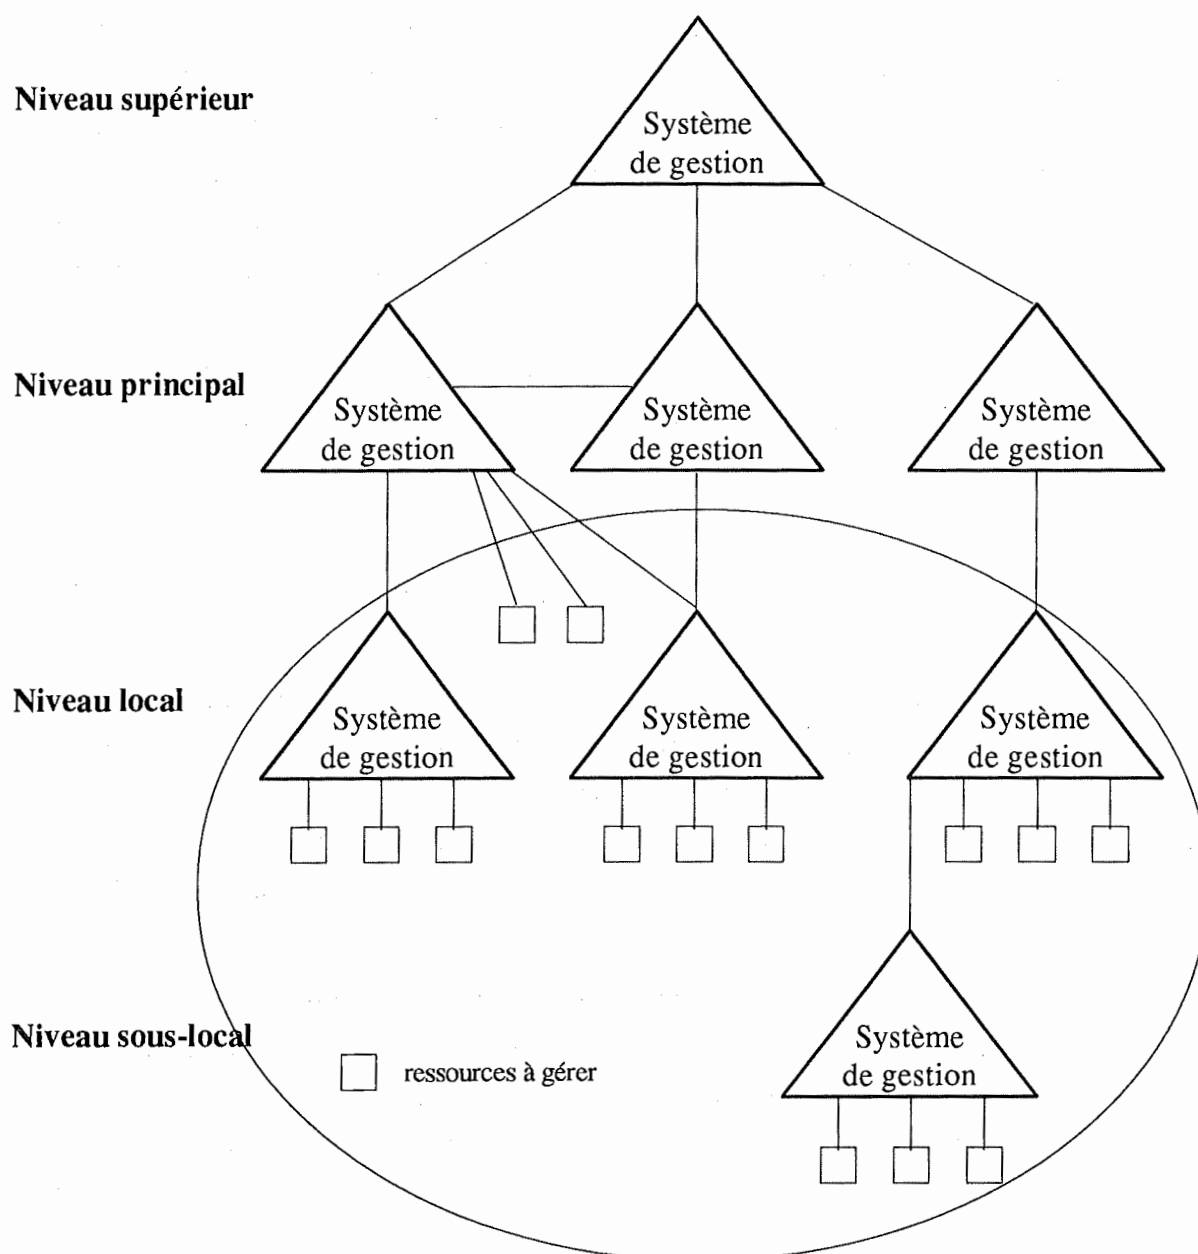 Niveau supérieur
Système
de gestion
Niveau principal
Système
de gestion
Système
de gestion
Système
de gestion
Niveau local
Système
de gestion
Système
de gestion
Système
de gestion
Niveau sous-local
ressources à gérer
Système
de gestion